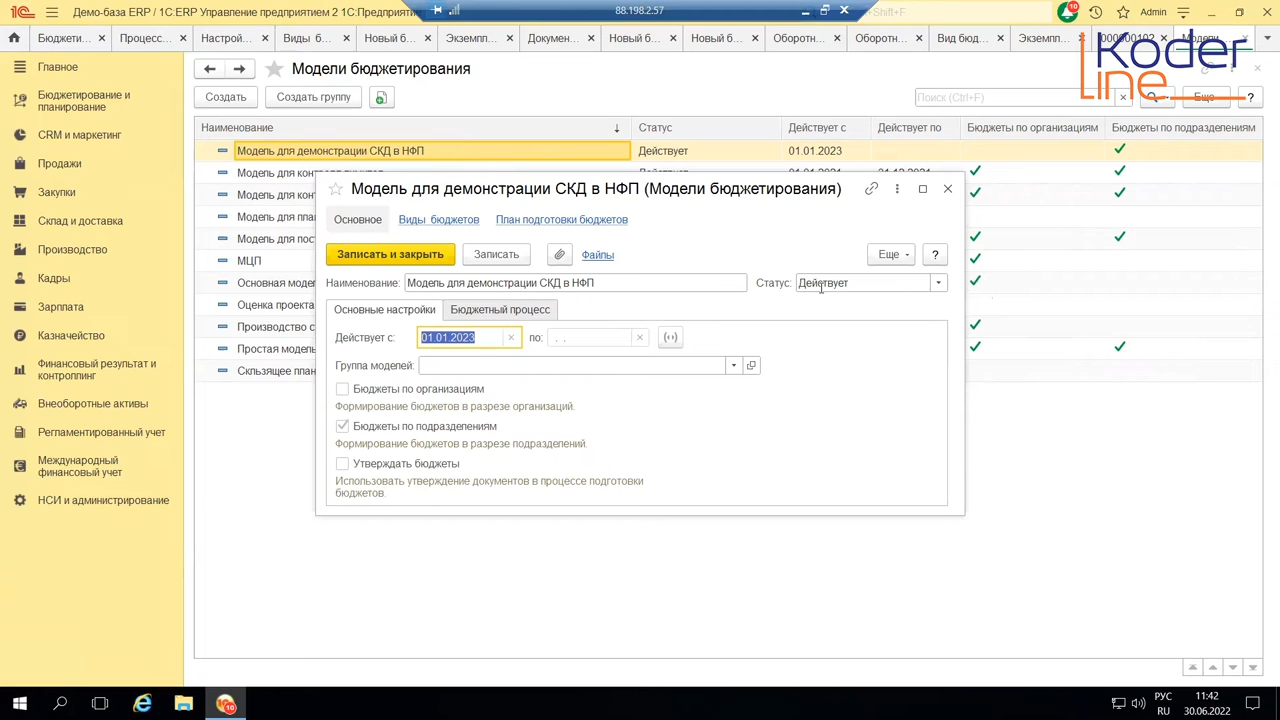 Демо-база ERP / 1С:ERP Управление предприятием 2 1С:Предприятие
88.198.2.57
+Shift+F)
10
Admin
Бюджети...
Процесс...
Настрой...
Виды б...
Новый б...
Экземпл...
Докумен...
Новый б...
Новый б...
Оборотн...
Оборотн...
Вид бюд...
Экземпл...
Koder
line
Главное
Бюджетирование и планирование
CRM и маркетинг
Продажи
Закупки
Склад и доставка
Производство
Кадры
Зарплата
Казначейство
Финансовый результат и контроллинг
Внеоборотные активы
Регламентированный учет
Международный финансовый учет
НСИ и администрирование
Модели бюджетирования
Создать
Создать группу
Поиск (Ctrl+F)
Еще
?
Наименование
Статус
Действует с
Действует по
Бюджеты по организациям
Бюджеты по подразделениям
Модель для демонстрации СКД в НФП
Действует
01.01.2023
Модель для
Модель для кон
Модель для пла
Модель для пос
МЦП
Основная модел
Оценка проекта
Производство с
Простая модель
Скльзящее план
Модель для демонстрации СКД в НФП (Модели бюджетирования)
Основное
Виды бюджетов
План подготовки бюджетов
Записать и закрыть
Записать
Файлы
Еще
?
Наименование:
Модель для демонстрации СКД в НФП
Статус:
Действует
Основные настройки
Бюджетный процесс
Действует с:
01.01.2023
по:
. .
Группа моделей:
Бюджеты по организациям
Формирование бюджетов в разрезе организаций.
Бюджеты по подразделениям
Формирование бюджетов в разрезе подразделений.
Утверждать бюджеты
Использовать утверждение документов в процессе подготовки
бюджетов.
10
РУС
RU
11:42
30.06.2022